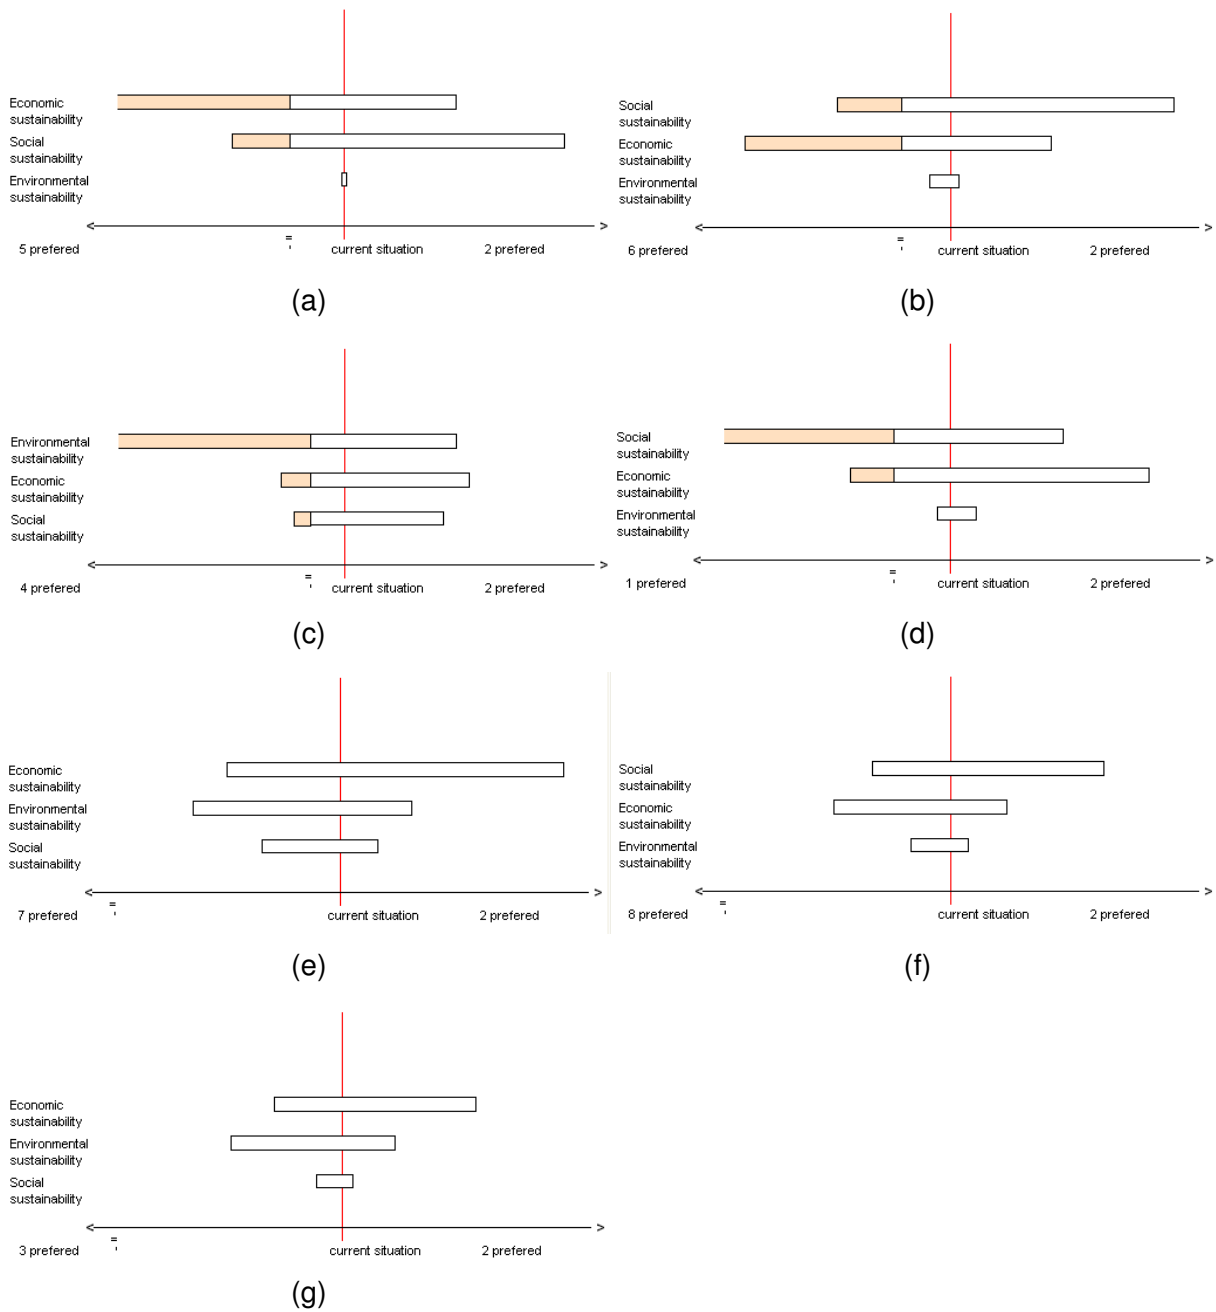 Economic
sustainability
Social
sustainability
Environmental
sustainability
5 prefered
=
current situation
2 prefered
(a)
Social
sustainability
Economic
sustainability
Environmental
sustainability
6 prefered
=
current situation
2 prefered
(b)
Environmental
sustainability
Economic
sustainability
Social
sustainability
4 prefered
=
current situation
2 prefered
(c)
Social
sustainability
Economic
sustainability
Environmental
sustainability
1 prefered
=
current situation
2 prefered
(d)
Economic
sustainability
Environmental
sustainability
Social
sustainability
7 prefered
=
current situation
2 prefered
(e)
Social
sustainability
Economic
sustainability
Environmental
sustainability
8 prefered
=
current situation
2 prefered
(f)
Economic
sustainability
Environmental
sustainability
Social
sustainability
3 prefered
=
current situation
2 prefered
(g)